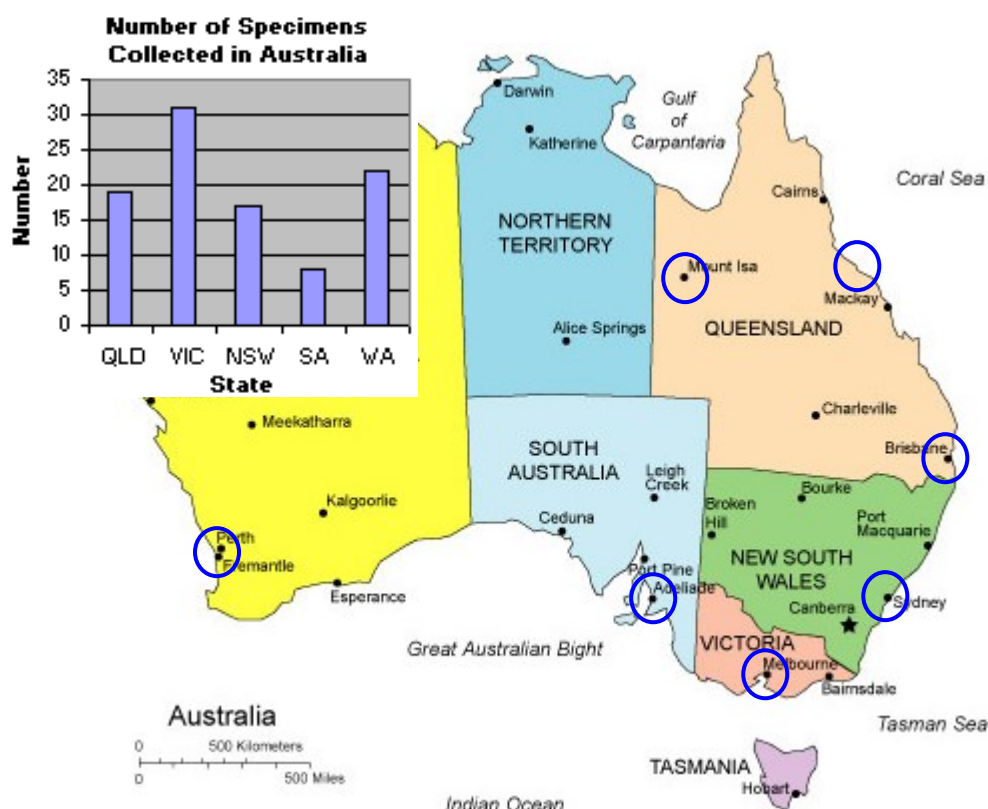 Number of Specimens
Collected in Australia
35
30
25
20
15
10
5
0
Number
QLD VIC NSW SA WA
State
Darwin
Katherine
Gulf
of
Carpantaria
Coral Sea
Cairns
NORTHERN
TERRITORY
Mount Isa
Mackay
QUEENSLAND
Alice Springs
Meekatharra
Charleville
SOUTH
AUSTRALIA
Brisbane
Leigh
Creek
Bourke
Kalgoorlie
Broken
Hill
Ceduna
Port
Macquarie
Perth
Fremantle
Port Pine
NEW SOUTH
WALES
Adeliade
Esperance
Canberra
Sydney
Great Australian Bight
VICTORIA
Melbourne
Bairnsdale
Australia
Tasman Sea
0 500 Kilometers
0 500 Miles
TASMANIA
Hobart
Indian Ocean